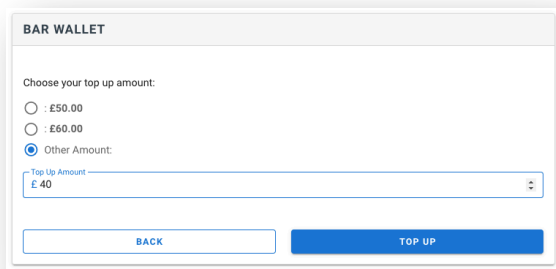 BAR WALLET
Choose your top up amount:
: £50.00
: £60.00
Other Amount:
Top Up Amount
£ 40
BACK TOP UP